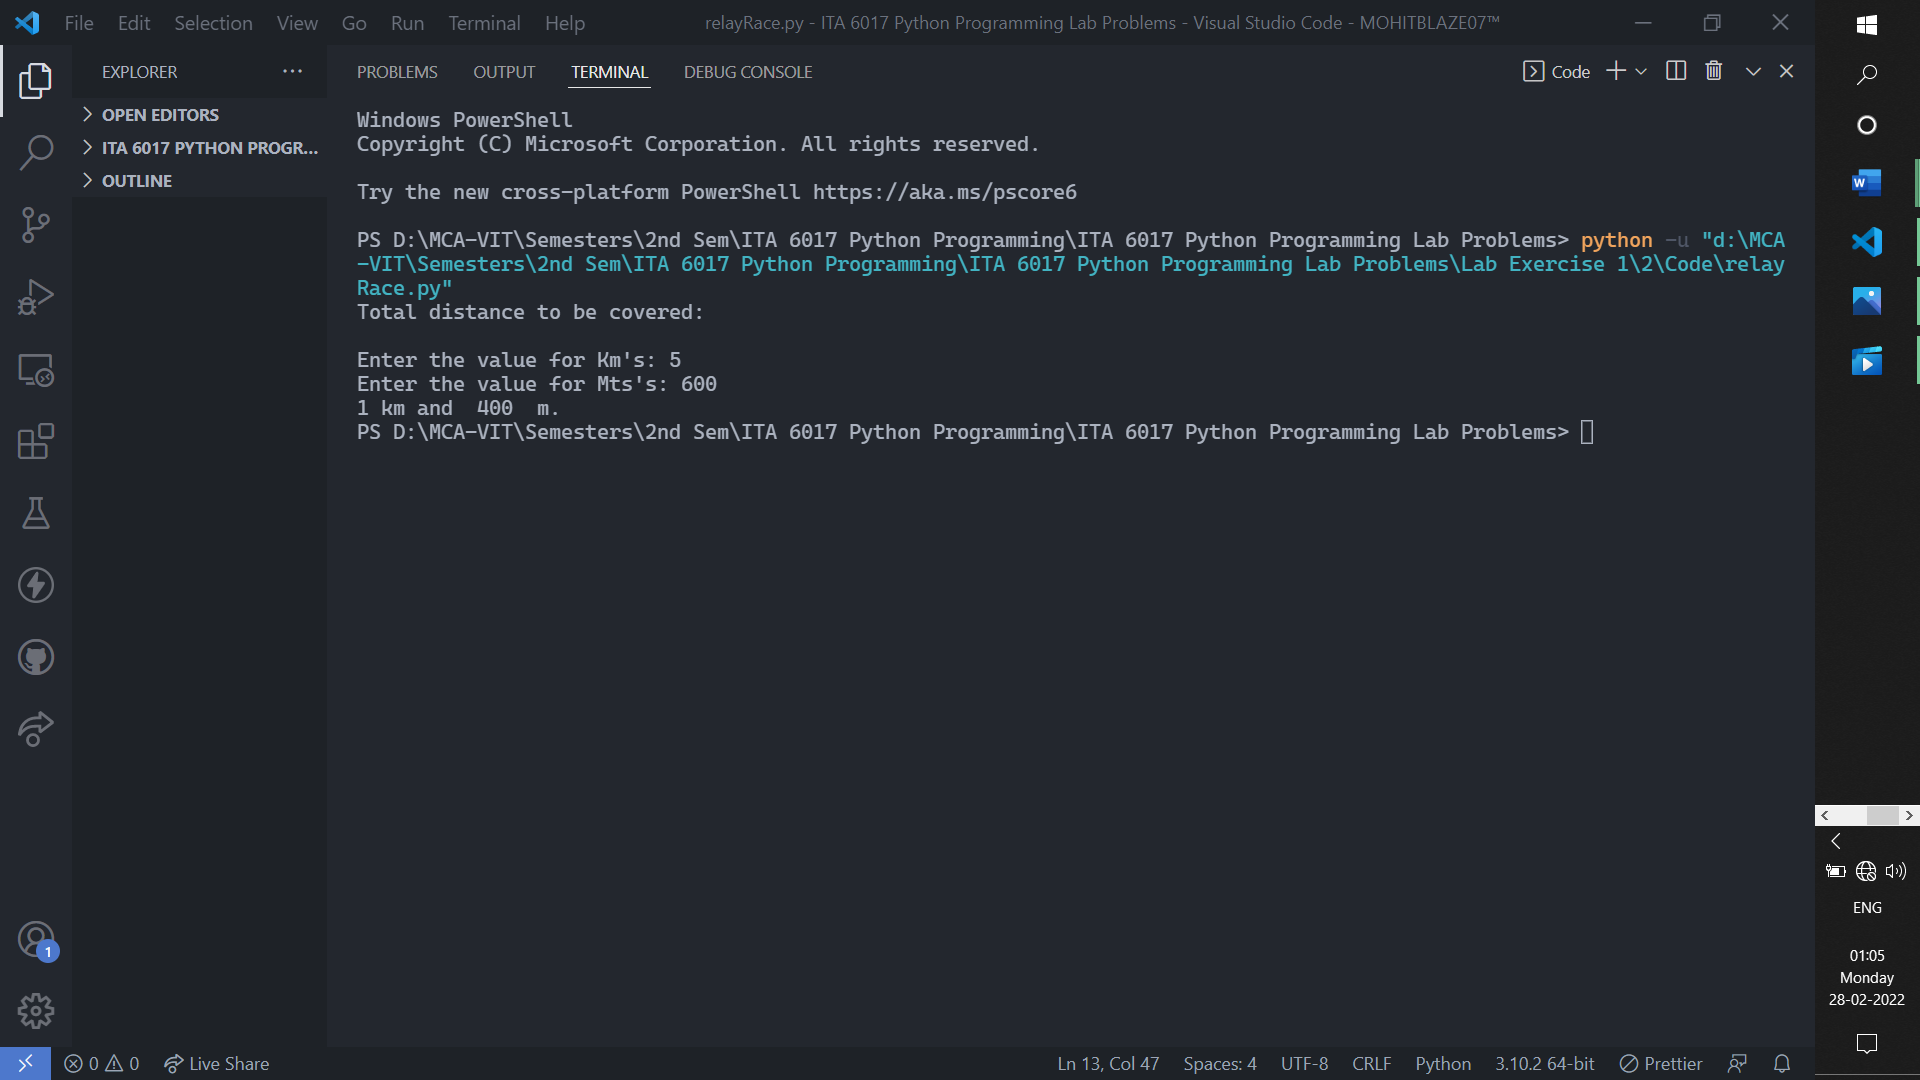 File Edit Selection View Go Run Terminal Help relayRace.py - ITA 6017 Python Programming Lab Problems - Visual Studio Code - MOHITBLAZE07™
EXPLORER ...
OPEN EDITORS
ITA 6017 PYTHON PROGR...
OUTLINE
PROBLEMS OUTPUT TERMINAL DEBUG CONSOLE Code
Windows PowerShell
Copyright (C) Microsoft Corporation. All rights reserved.
Try the new cross-platform PowerShell https://aka.ms/pscore6
PS D:\MCA-VIT\Semesters\2nd Sem\ITA 6017 Python Programming\ITA 6017 Python Programming Lab Problems> python -u "d:\MCA
-VIT\Semesters\2nd Sem\ITA 6017 Python Programming\ITA 6017 Python Programming Lab Problems\Lab Exercise 1\2\Code\relay
Race.py"
Total distance to be covered:
Enter the value for Km's: 5
Enter the value for Mts's: 600
1 km and  400  m.
PS D:\MCA-VIT\Semesters\2nd Sem\ITA 6017 Python Programming\ITA 6017 Python Programming Lab Problems>
1
0 0 Live Share
Ln 13, Col 47 Spaces: 4 UTF-8 CRLF Python 3.10.2 64-bit Prettier
W
ENG
01:05
Monday
28-02-2022